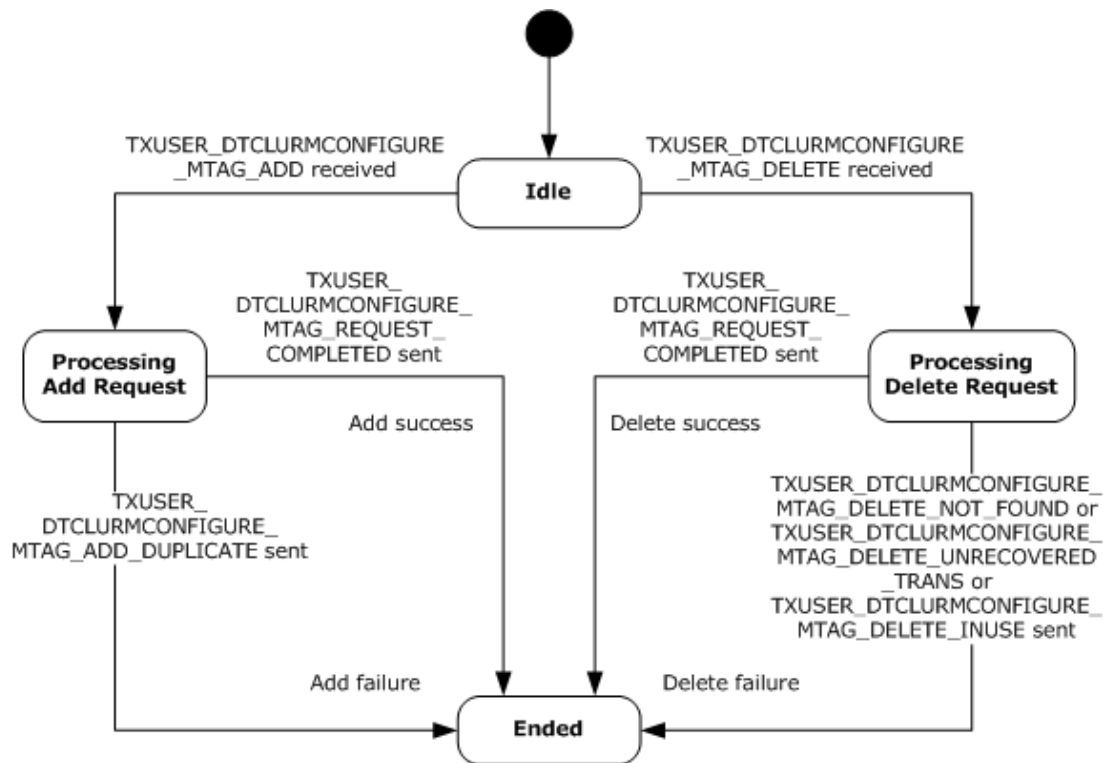 TXUSER_DTCLURMCONFIGURE
_MTAG_ADD received
TXUSER_DTCLURMCONFIGURE
_MTAG_DELETE received
Idle
TXUSER_
DTCLURMCONFIGURE_
MTAG_REQUEST_
COMPLETED sent
TXUSER_
DTCLURMCONFIGURE_
MTAG_REQUEST_
COMPLETED sent
Processing
Add Request
Processing
Delete Request
Add success
Delete success
TXUSER_
DTCLURMCONFIGURE_
MTAG_ADD_DUPLICATE sent
TXUSER_DTCLURMCONFIGURE_
MTAG_DELETE_NOT_FOUND or
TXUSER_DTCLURMCONFIGURE_
MTAG_DELETE_UNRECOVERED
_TRANS or
TXUSER_DTCLURMCONFIGURE_
MTAG_DELETE_INUSE sent
Add failure
Delete failure
Ended